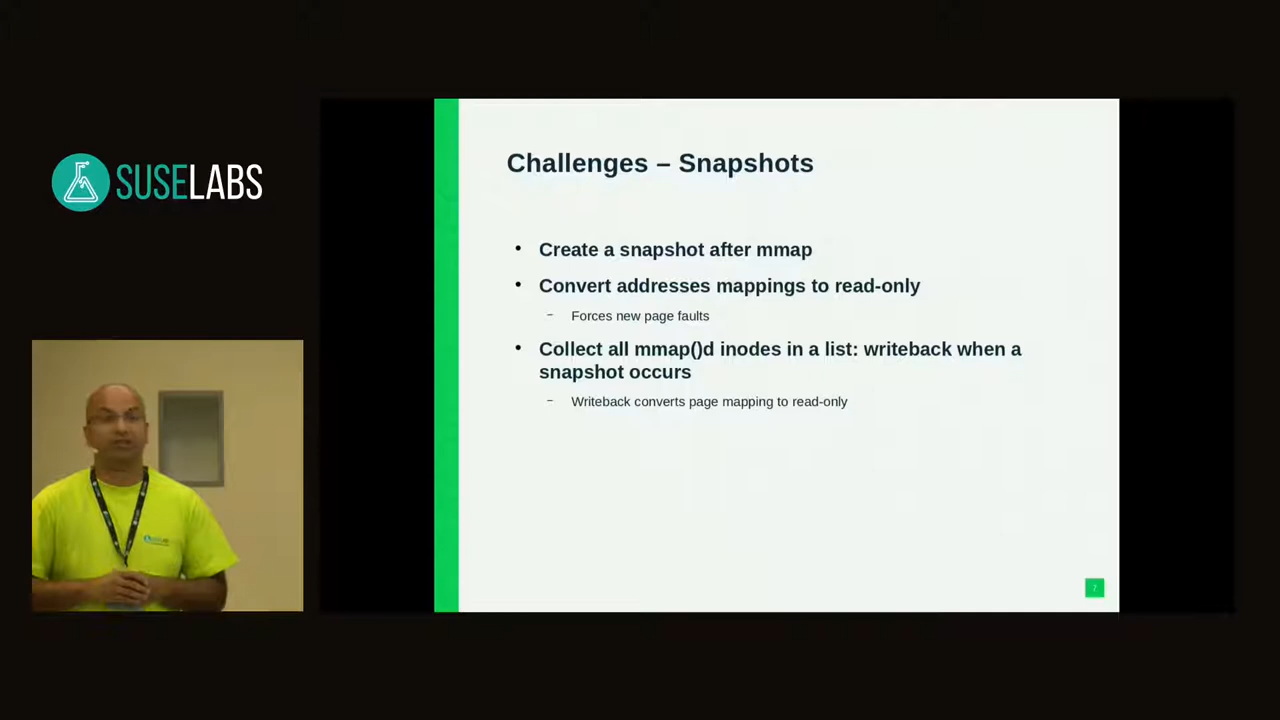 SUSELABS
Challenges – Snapshots
• Create a snapshot after mmap
• Convert addresses mappings to read-only
– Forces new page faults
• Collect all mmap()d inodes in a list: writeback when a
snapshot occurs
– Writeback converts page mapping to read-only
7